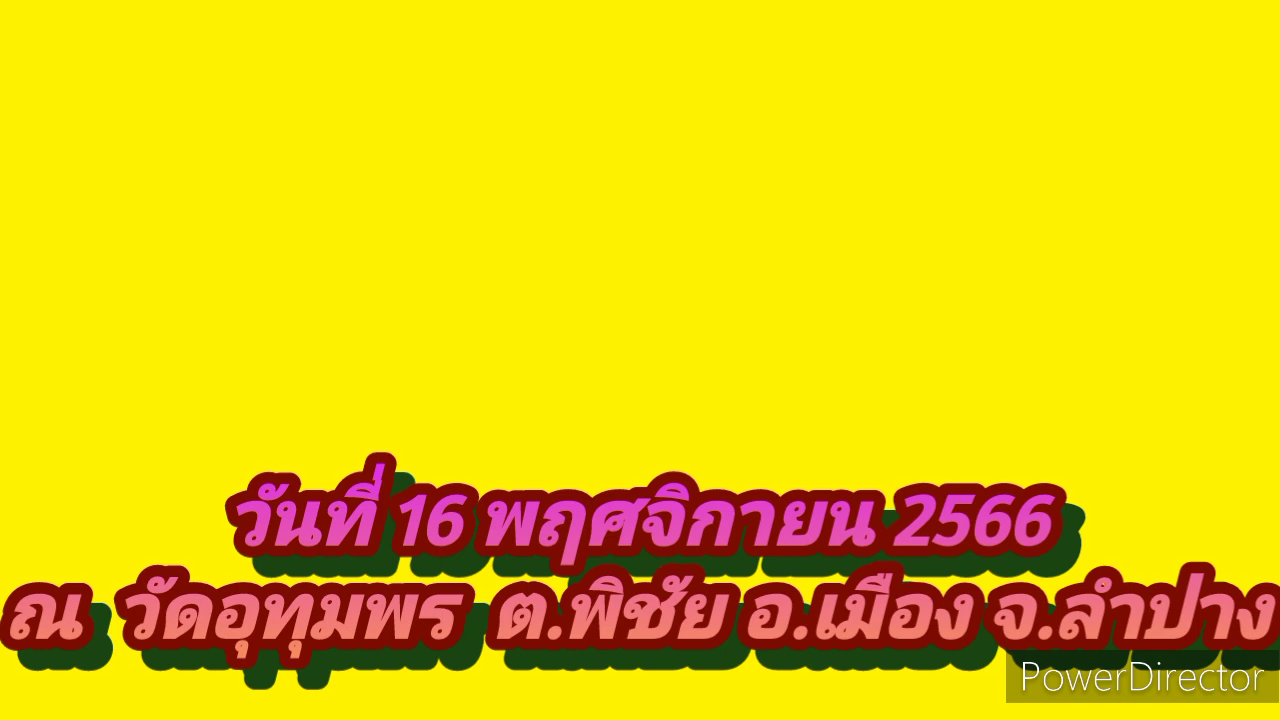 วันที่ 16 พฤศจิกายน 2566
ณ วัดอุทุมพร ต.พิชัย อ.เมือง จ.ลำปาง
PowerDirector